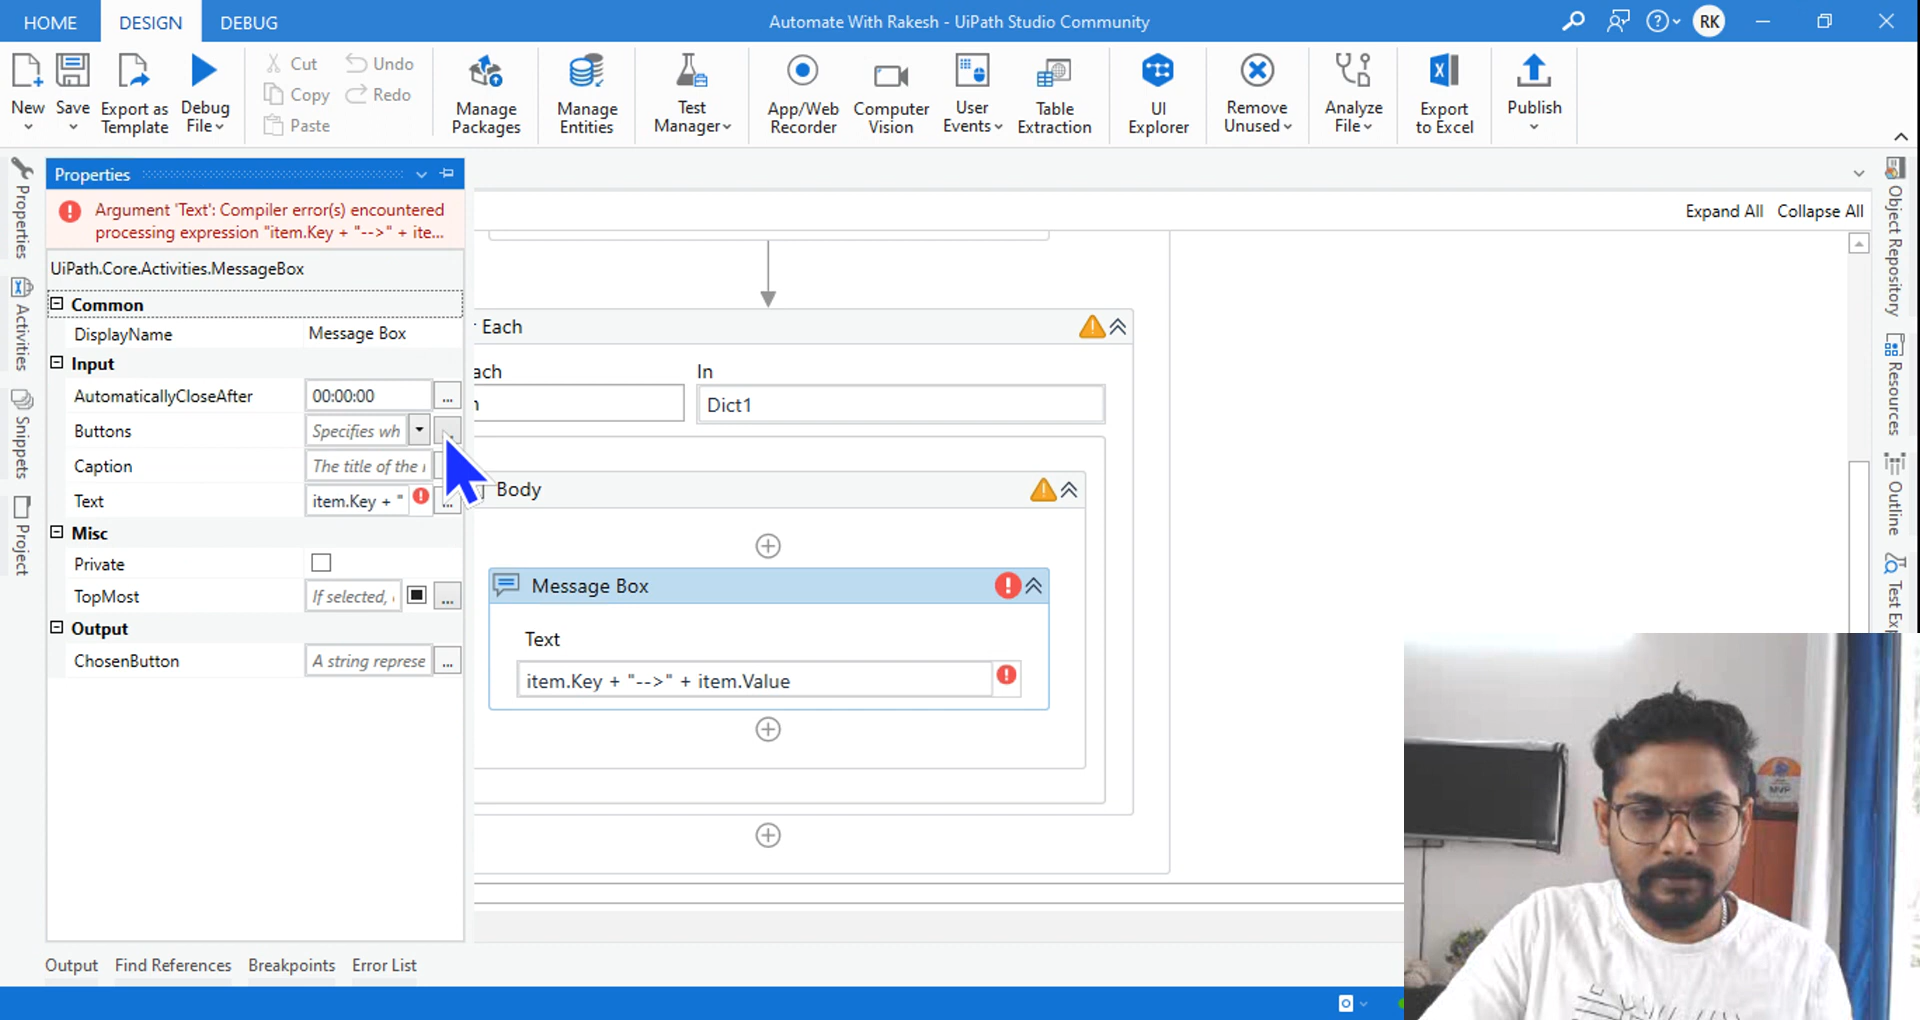 HOME DESIGN DEBUG Automate With Rakesh - UiPath Studio Community RK
New Save Export as Template Debug File
Cut Undo
Copy Redo
Paste
Manage Packages Manage Entities Test Manager App/Web Recorder Computer Vision User Events Table Extraction UI Explorer Remove Unused Analyze File Export to Excel Publish
Properties
Argument 'Text': Compiler error(s) encountered
processing expression "item.Key + "-->" + ite...
UiPath.Core.Activities.MessageBox
Common
DisplayName Message Box
Input
AutomaticallyCloseAfter 00:00:00 ...
Buttons Specifies wh
Caption The title of the
Text item.Key + " ...
Misc
Private
TopMost If selected, ...
Output
ChosenButton A string represe ...
Properties
Activities
Snippets
Project
Expand All Collapse All
Each
ach In
Dict1
Body
Message Box
Text
item.Key + "-->" + item.Value
Object Repository
Resources
Outline
Test Exp
MVP
Output Find References Breakpoints Error List